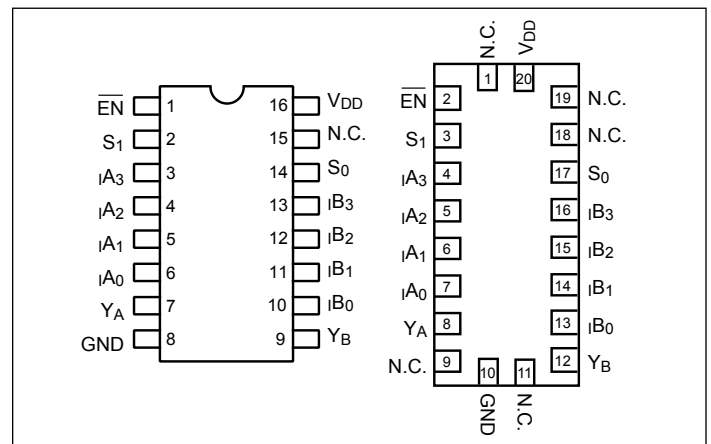 EN 1 16 VDD
S1 2 15 N.C.
IA3 3 14 S0
IA2 4 13 IB3
IA1 5 12 IB2
IA0 6 11 IB1
YA 7 10 IB0
GND 8 9 YB
N.C. VDD
1 20
EN 2 19 N.C.
S1 3 18 N.C.
IA3 4 17 S0
IA2 5 16 IB3
IA1 6 15 IB2
IA0 7 14 IB1
YA 8 13 IB0
N.C. 9 12 YB
10 11
GND N.C.